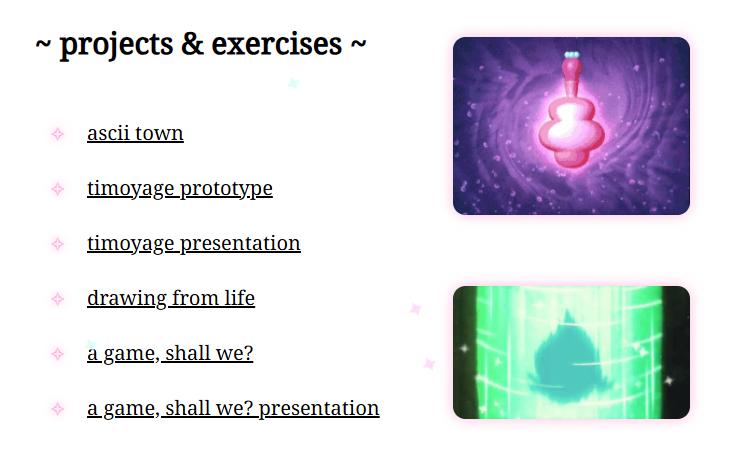 ~ projects & exercises ~
ascii town
timoyage prototype
timoyage presentation
drawing from life
a game, shall we?
a game, shall we? presentation